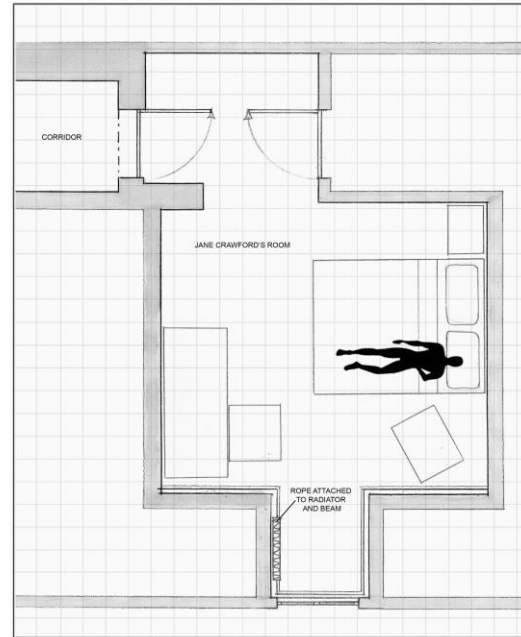 CORRIDOR
JANE CRAWFORD'S ROOM
ROPE ATTACHED
TO RADIATOR
AND BEAM